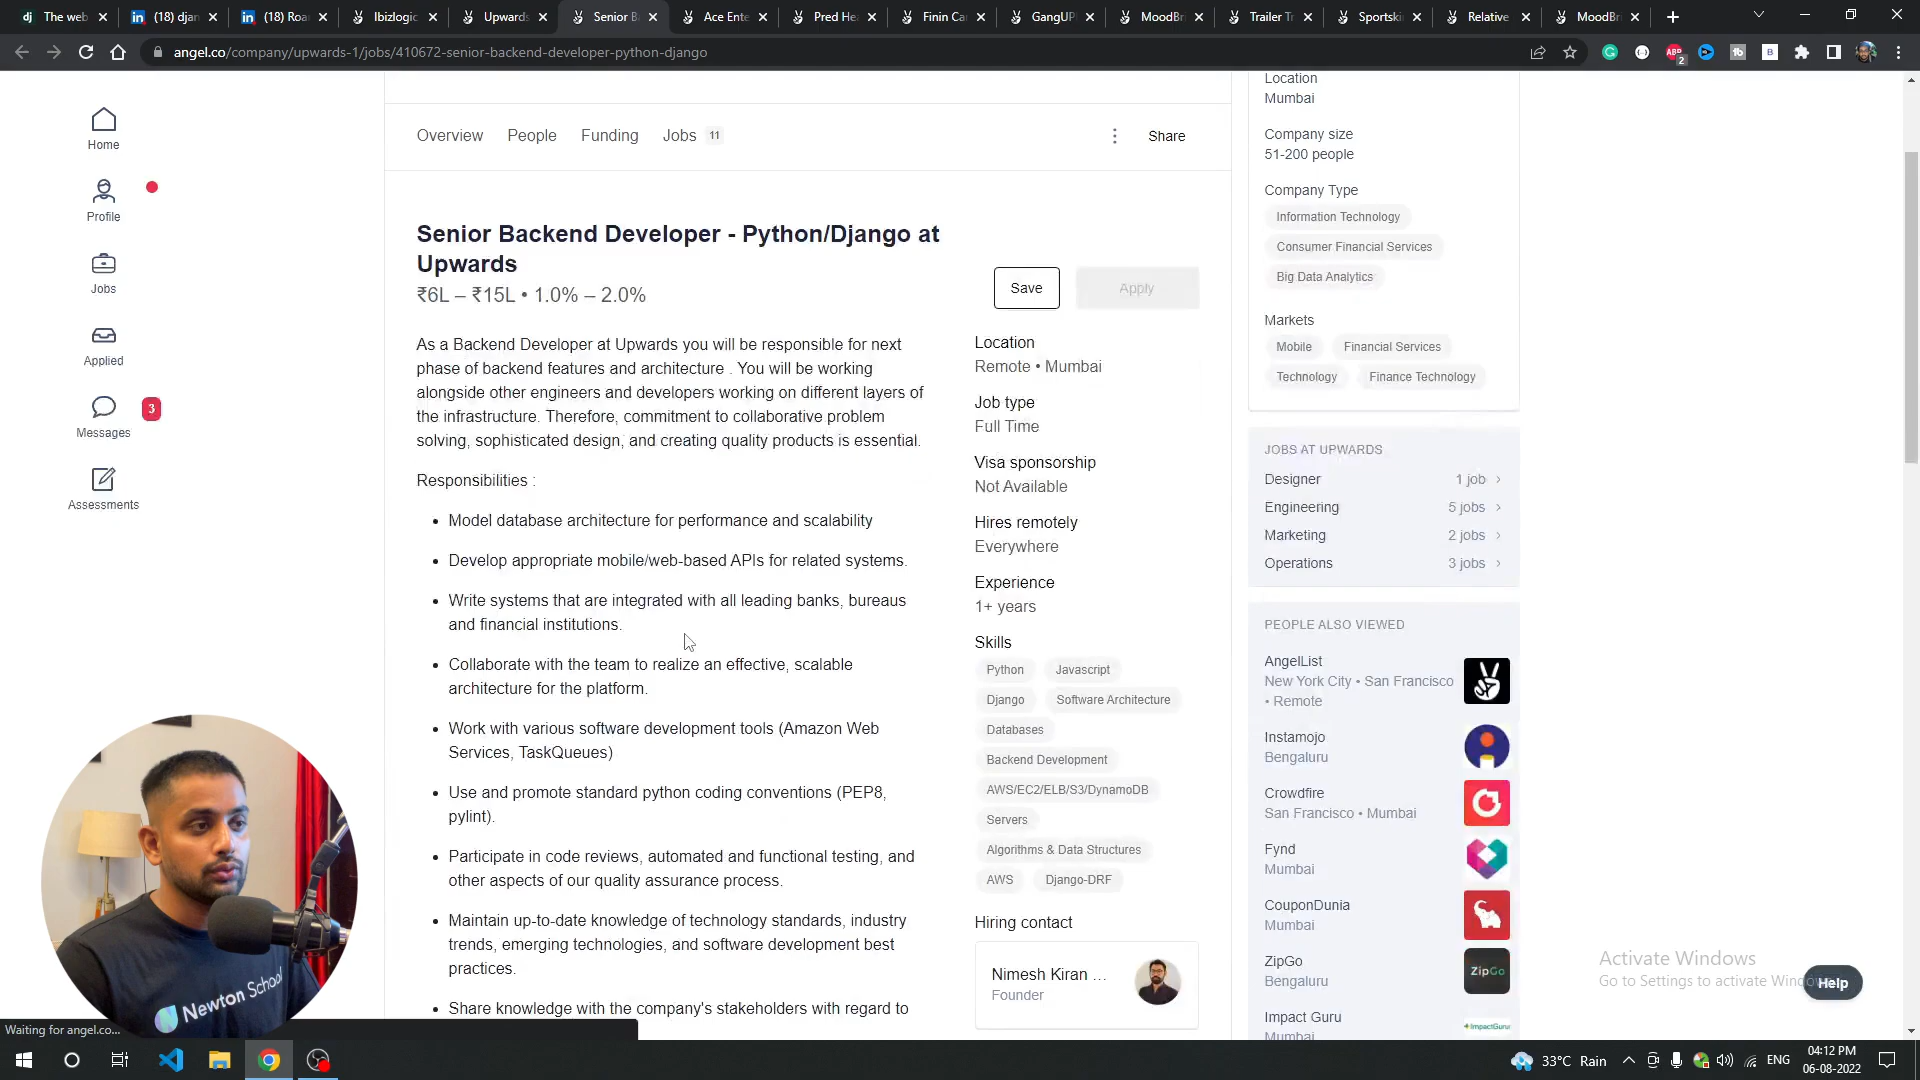 The web
(18) djan
(18) Roa
Ibizlogic
Upwards
Senior B
Ace Ente
Pred He
Finin Ca
GangUP
MoodBri
Trailer T
Sportski
Relative
MoodBri
angel.co/company/upwards-1/jobs/410672-senior-backend-developer-python-django
Home
Profile
Jobs
Applied
Messages
3
Assessments
Overview People Funding Jobs 11
Share
Senior Backend Developer - Python/Django at
Upwards
₹6L – ₹15L • 1.0% – 2.0%
Save
Apply
As a Backend Developer at Upwards you will be responsible for next
phase of backend features and architecture . You will be working
alongside other engineers and developers working on different layers of
the infrastructure. Therefore, commitment to collaborative problem
solving, sophisticated design, and creating quality products is essential.
Responsibilities :
• Model database architecture for performance and scalability
• Develop appropriate mobile/web-based APIs for related systems.
• Write systems that are integrated with all leading banks, bureaus
and financial institutions.
• Collaborate with the team to realize an effective, scalable
architecture for the platform.
• Work with various software development tools (Amazon Web
Services, TaskQueues)
• Use and promote standard python coding conventions (PEP8,
pylint).
• Participate in code reviews, automated and functional testing, and
other aspects of our quality assurance process.
• Maintain up-to-date knowledge of technology standards, industry
trends, emerging technologies, and software development best
practices.
• Share knowledge with the company's stakeholders with regard to
Location
Remote • Mumbai
Job type
Full Time
Visa sponsorship
Not Available
Hires remotely
Everywhere
Experience
1+ years
Skills
Python Javascript
Django Software Architecture
Databases
Backend Development
AWS/EC2/ELB/S3/DynamoDB
Servers
Algorithms & Data Structures
AWS Django-DRF
Hiring contact
Nimesh Kiran ...
Founder
Location
Mumbai
Company size
51-200 people
Company Type
Information Technology
Consumer Financial Services
Big Data Analytics
Markets
Mobile Financial Services
Technology Finance Technology
JOBS AT UPWARDS
Designer 1 job
Engineering 5 jobs
Marketing 2 jobs
Operations 3 jobs
PEOPLE ALSO VIEWED
AngelList
New York City • San Francisco
• Remote
Instamojo
Bengaluru
Crowdfire
San Francisco • Mumbai
Fynd
Mumbai
CouponDunia
Mumbai
ZipGo
Bengaluru
ZipGo
Impact Guru
Mumbai
ImpactGuru
Activate Windows
Go to Settings to activate Windo
Help
Newton School
Waiting for angel.co...
33°C Rain
ENG
04:12 PM
06-08-2022